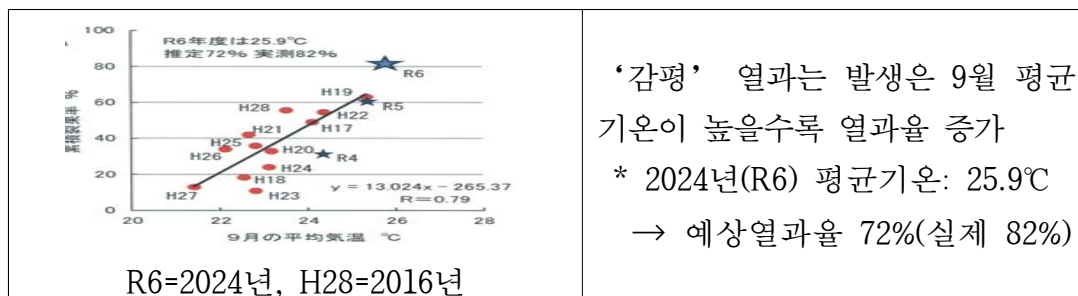 100
80
60
40
20
0
累積裂果率 %
R6年度は25.9℃
推定72% 実測82%
R6
H19
R5
H28
H22
H17
H21
H25
H20
H26
R4
H24
H18
H27
H23
y = 13.024x - 265.37
R=0.79
20 22 24 26 28
9月の平均気温 ℃
R6=2024년, H28=2016년
‘감평’ 열과는 발생은 9월 평균
기온이 높을수록 열과율 증가
* 2024년(R6) 평균기온: 25.9℃
→ 예상열과율 72%(실제 82%)